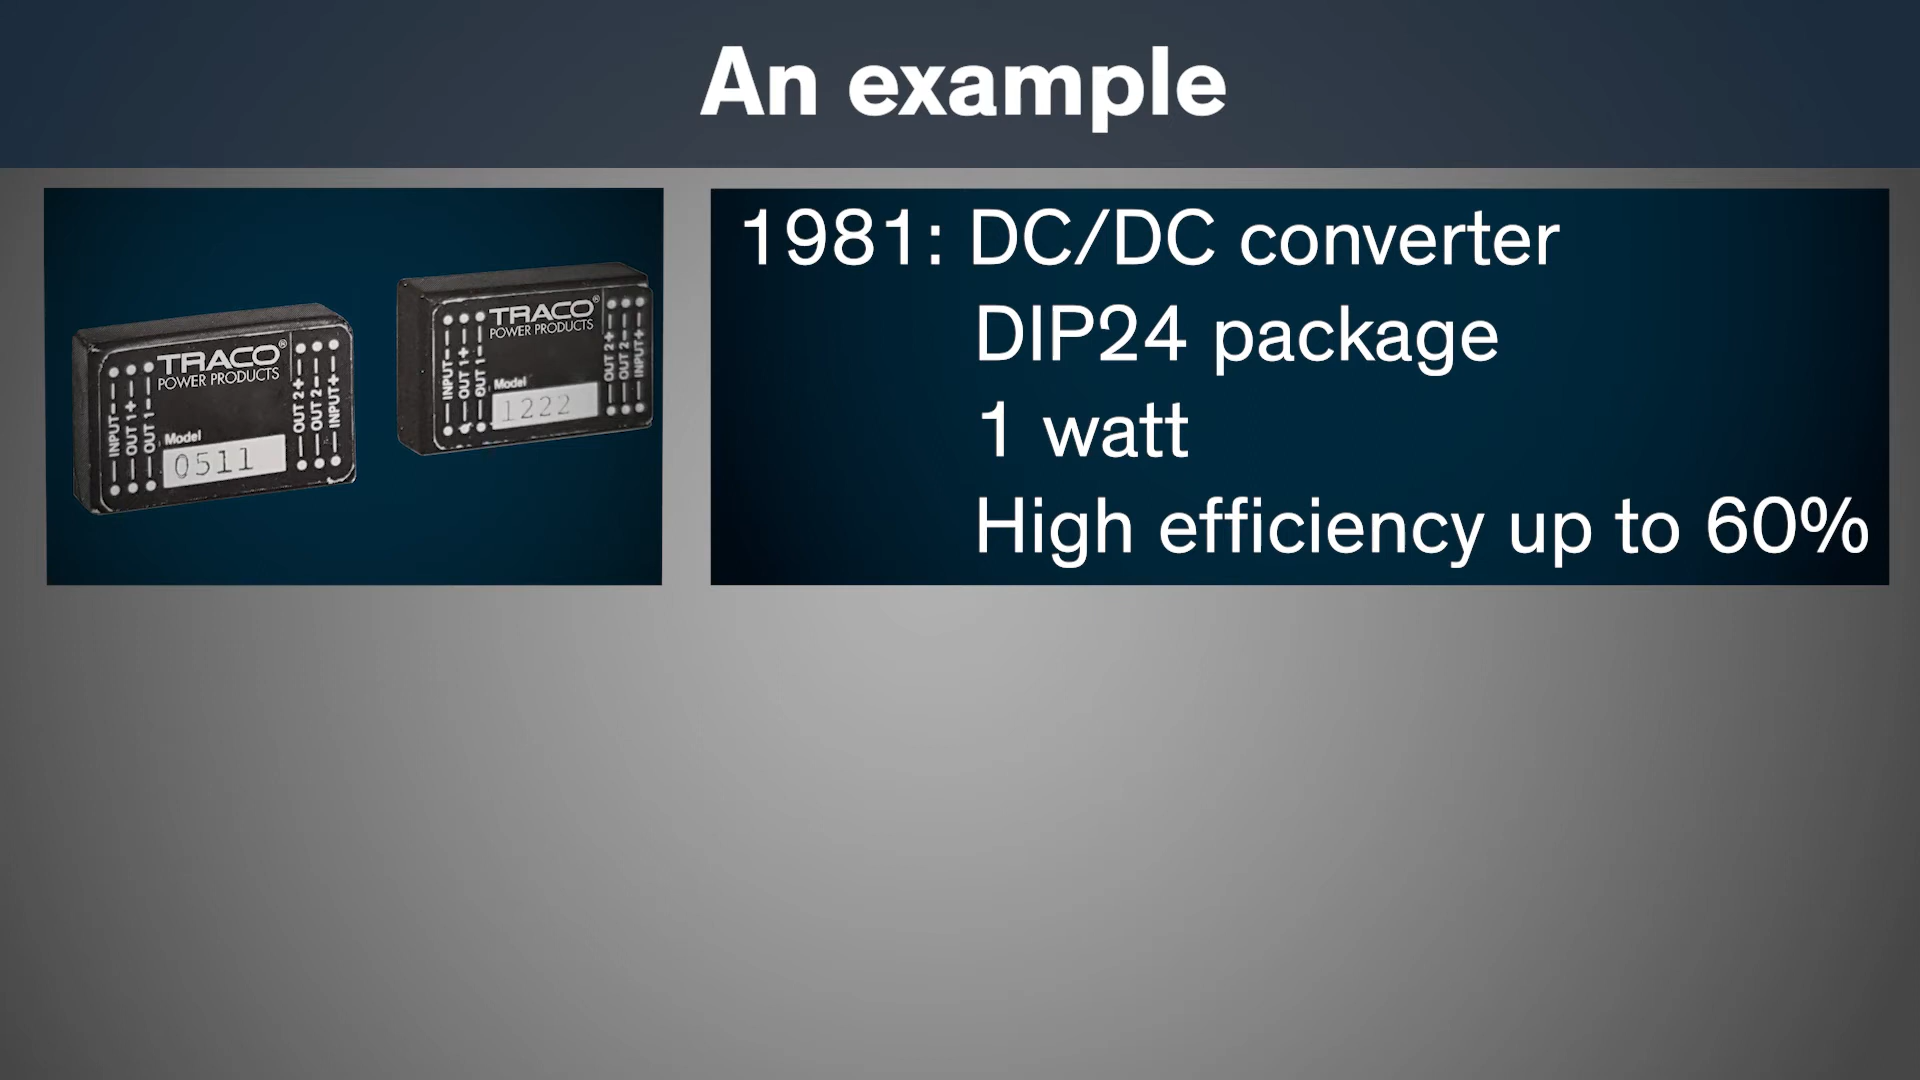 An example
TRACO®
POWER PRODUCTS
INPUT-
OUT 1+
OUT 1-
Model
0511
OUT 2+
OUT 2-
INPUT+
TRACO®
POWER PRODUCTS
INPUT-
OUT 1+
OUT 1-
Model
1222
OUT 2+
OUT 2-
INPUT+
1981: DC/DC converter
DIP24 package
1 watt
High efficiency up to 60%